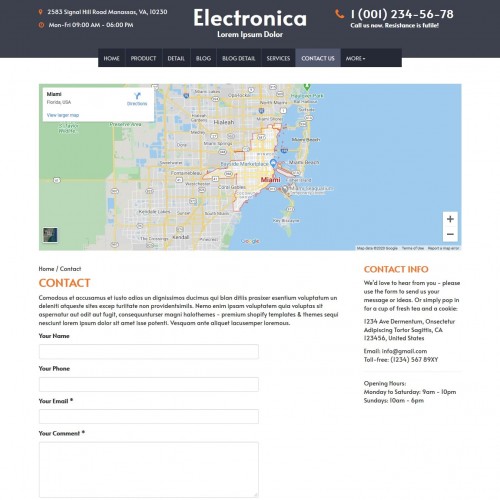 2583 Signal Hill Road Manassas, VA, 10230
Mon-Fri 09:00 AM - 06:00 PM
Electronica
Lorem Ipsum Dolor
1 (001) 234-56-78
Call us now. Resistance is futile!
HOME PRODUCT DETAIL BLOG BLOG DETAIL SERVICES CONTACT US MORE
Miami
Florida, USA
Directions
View larger map
Hialeah
Miami Beach
Fontainebleau
Miami
Coral Gables
Kendall
Google
Map data ©2020 Google Terms of Use Report a map error
Home / Contact
CONTACT
Comodous et accusamus et iusto odios un dignissimos ducimus qui blan ditiis prasixer esentium voluptatum un
deleniti atqueste sites excep turiitate non providentsimils. Nemo enim ipsam voluptatem quia voluptas sit
aspernatur aut odit aut fugit, consequunturser magni halothemes - premium shopify templates & themes sequi
nesciunt lorem ipsum dolor sit amet isse potenti. Vesquam ante aliquet lacusemper loremous.
Your Name
Your Phone
Your Email *
Your Comment *
CONTACT INFO
We'd love to hear from you - please
use the form to send us your
message or ideas. Or simply pop in
for a cup of fresh tea and a cookie:
1234 Ave Dermentum, Onsectetur
Adipiscing Tortor Sagittis, CA
123456, United States
Email: info@gmail.com
Toll-free: (1234) 567 89XY
Opening Hours:
Monday to Saturday: 9am - 10pm
Sundays: 10am - 6pm